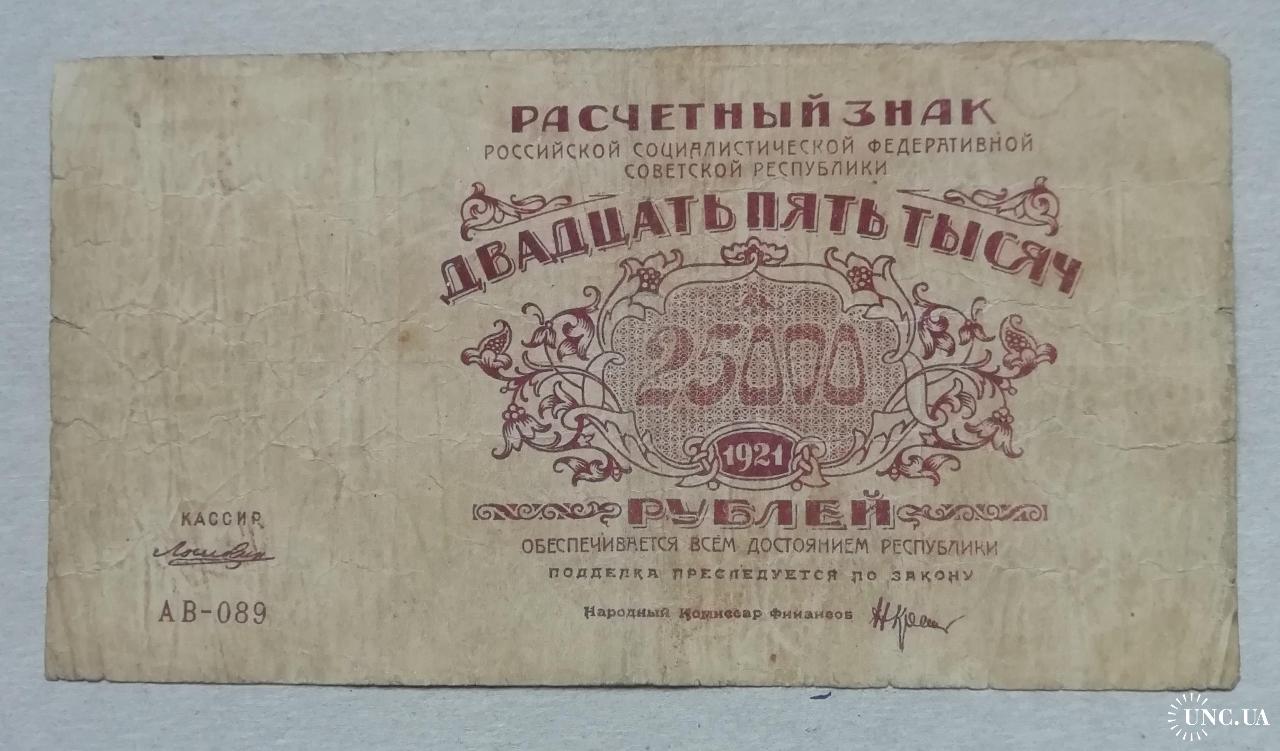 РАСЧЕТНЫЙ ЗНАК
РОССИЙСКОЙ СОЦИАЛИСТИЧЕСКОЙ ФЕДЕРАТИВНОЙ
СОВЕТСКОЙ РЕСПУБЛИКИ
ДВАДЦАТЬ ПЯТЬ ТЫСЯЧ
25000
1921
РУБЛЕЙ
ОБЕСПЕЧИВАЕТСЯ ВСЕМ ДОСТОЯНИЕМ РЕСПУБЛИКИ
ПОДДЕЛКА ПРЕСЛЕДУЕТСЯ ПО ЗАКОНУ
Народный Комиссар Финансов
КАССИР
АВ-089
UNC.UA